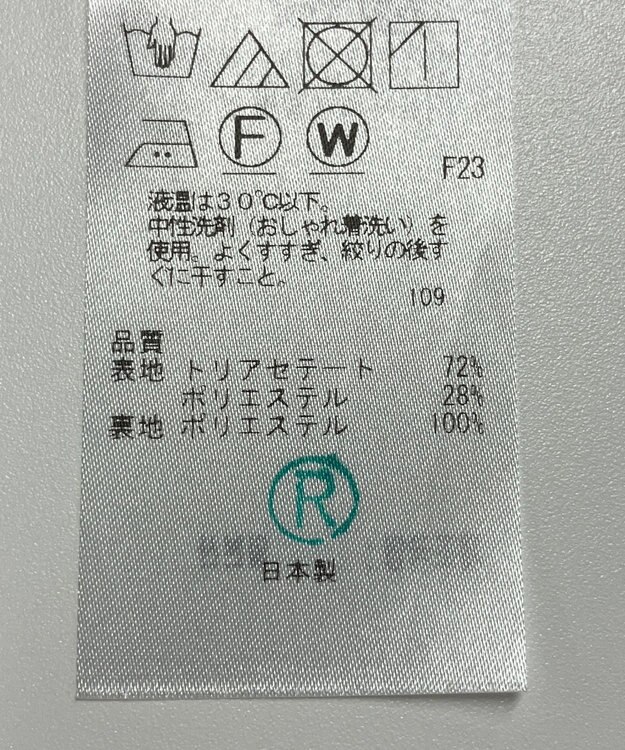 F W
F23
液温は30℃以下。
中性洗剤（おしゃれ着洗い）を
使用。よくすすぎ、絞りの後す
ぐに干すこと。
109
品質
表地 トリアセテート 72%
ポリエステル 28%
裏地 ポリエステル 100%
R
日本製